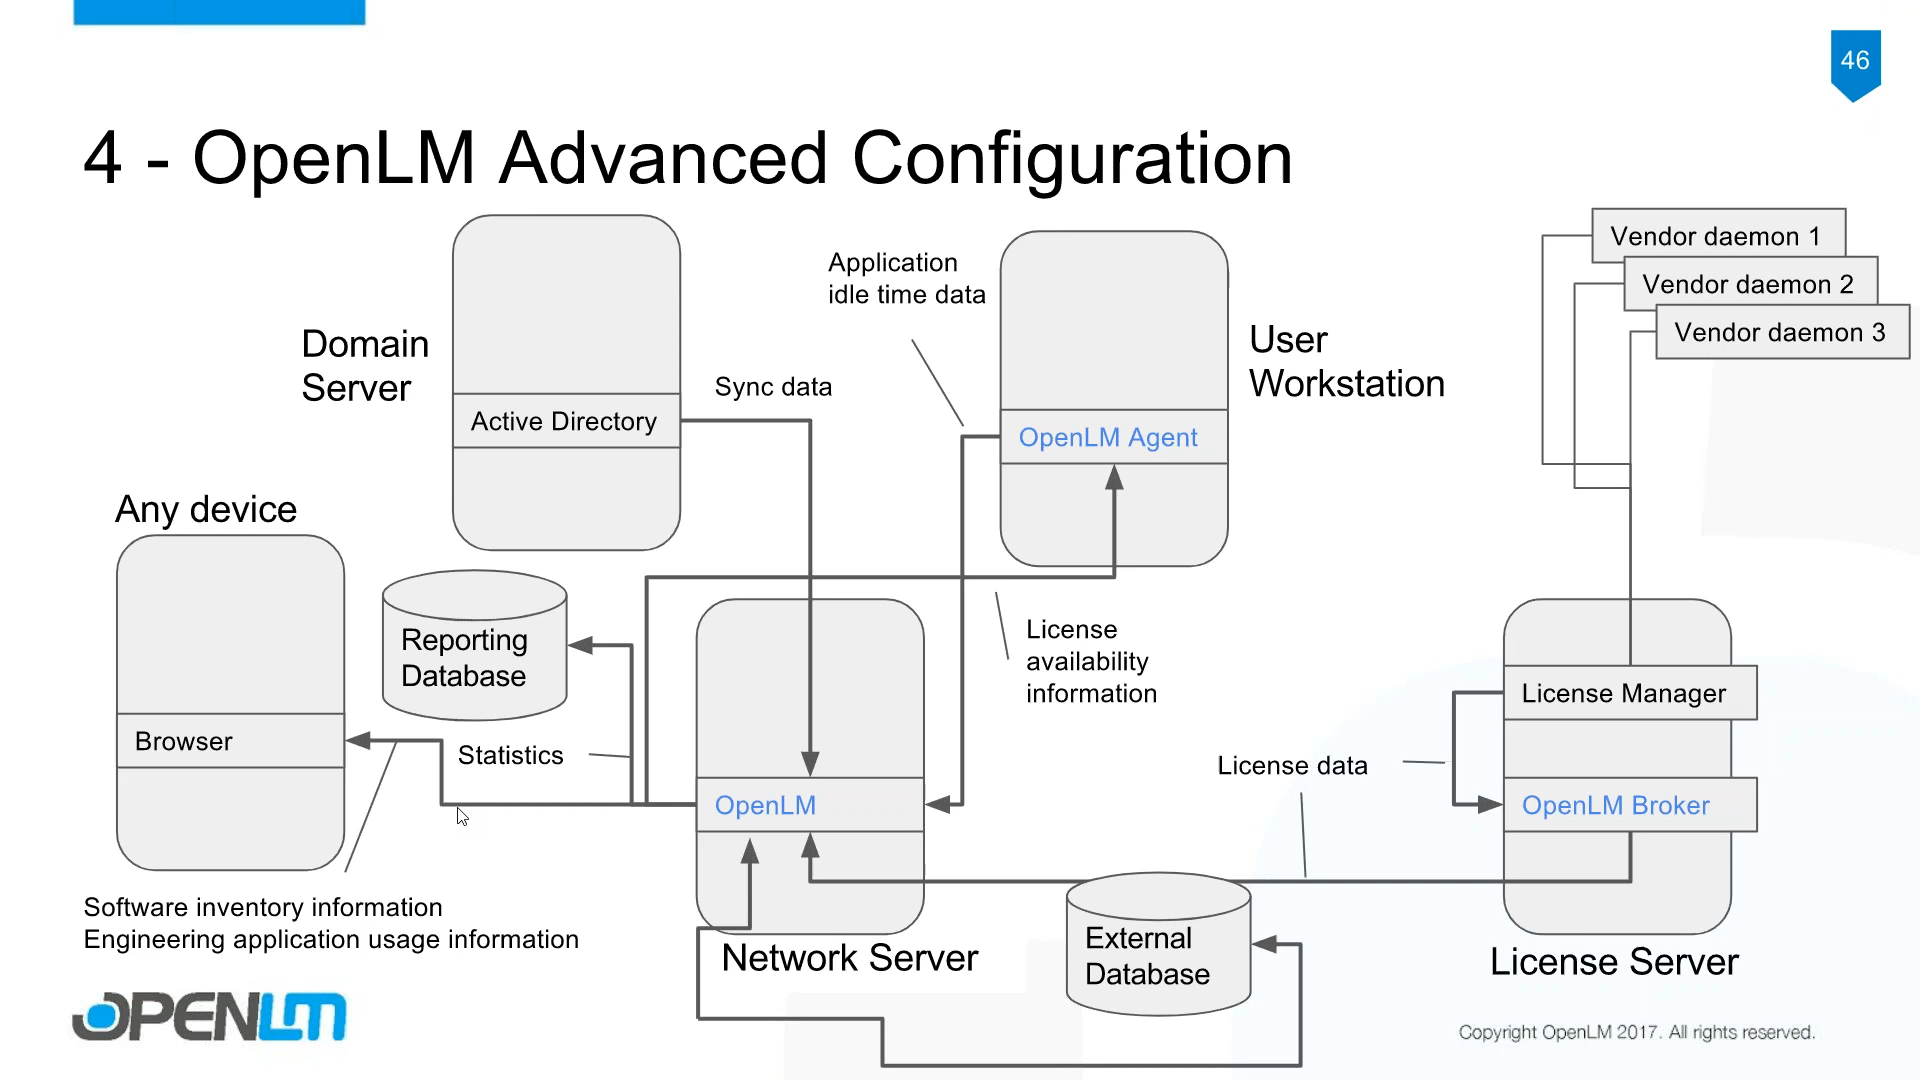 46
4 - OpenLM Advanced Configuration
Vendor daemon 1
Vendor daemon 2
Vendor daemon 3
Application
idle time data
Domain
Server
User
Workstation
Sync data
Active Directory
OpenLM Agent
Any device
Reporting
Database
License
availability
information
License Manager
Browser
Statistics
License data
OpenLM
OpenLM Broker
Software inventory information
Engineering application usage information
External
Database
Network Server
License Server
OPENLM
Copyright OpenLM 2017. All rights reserved.